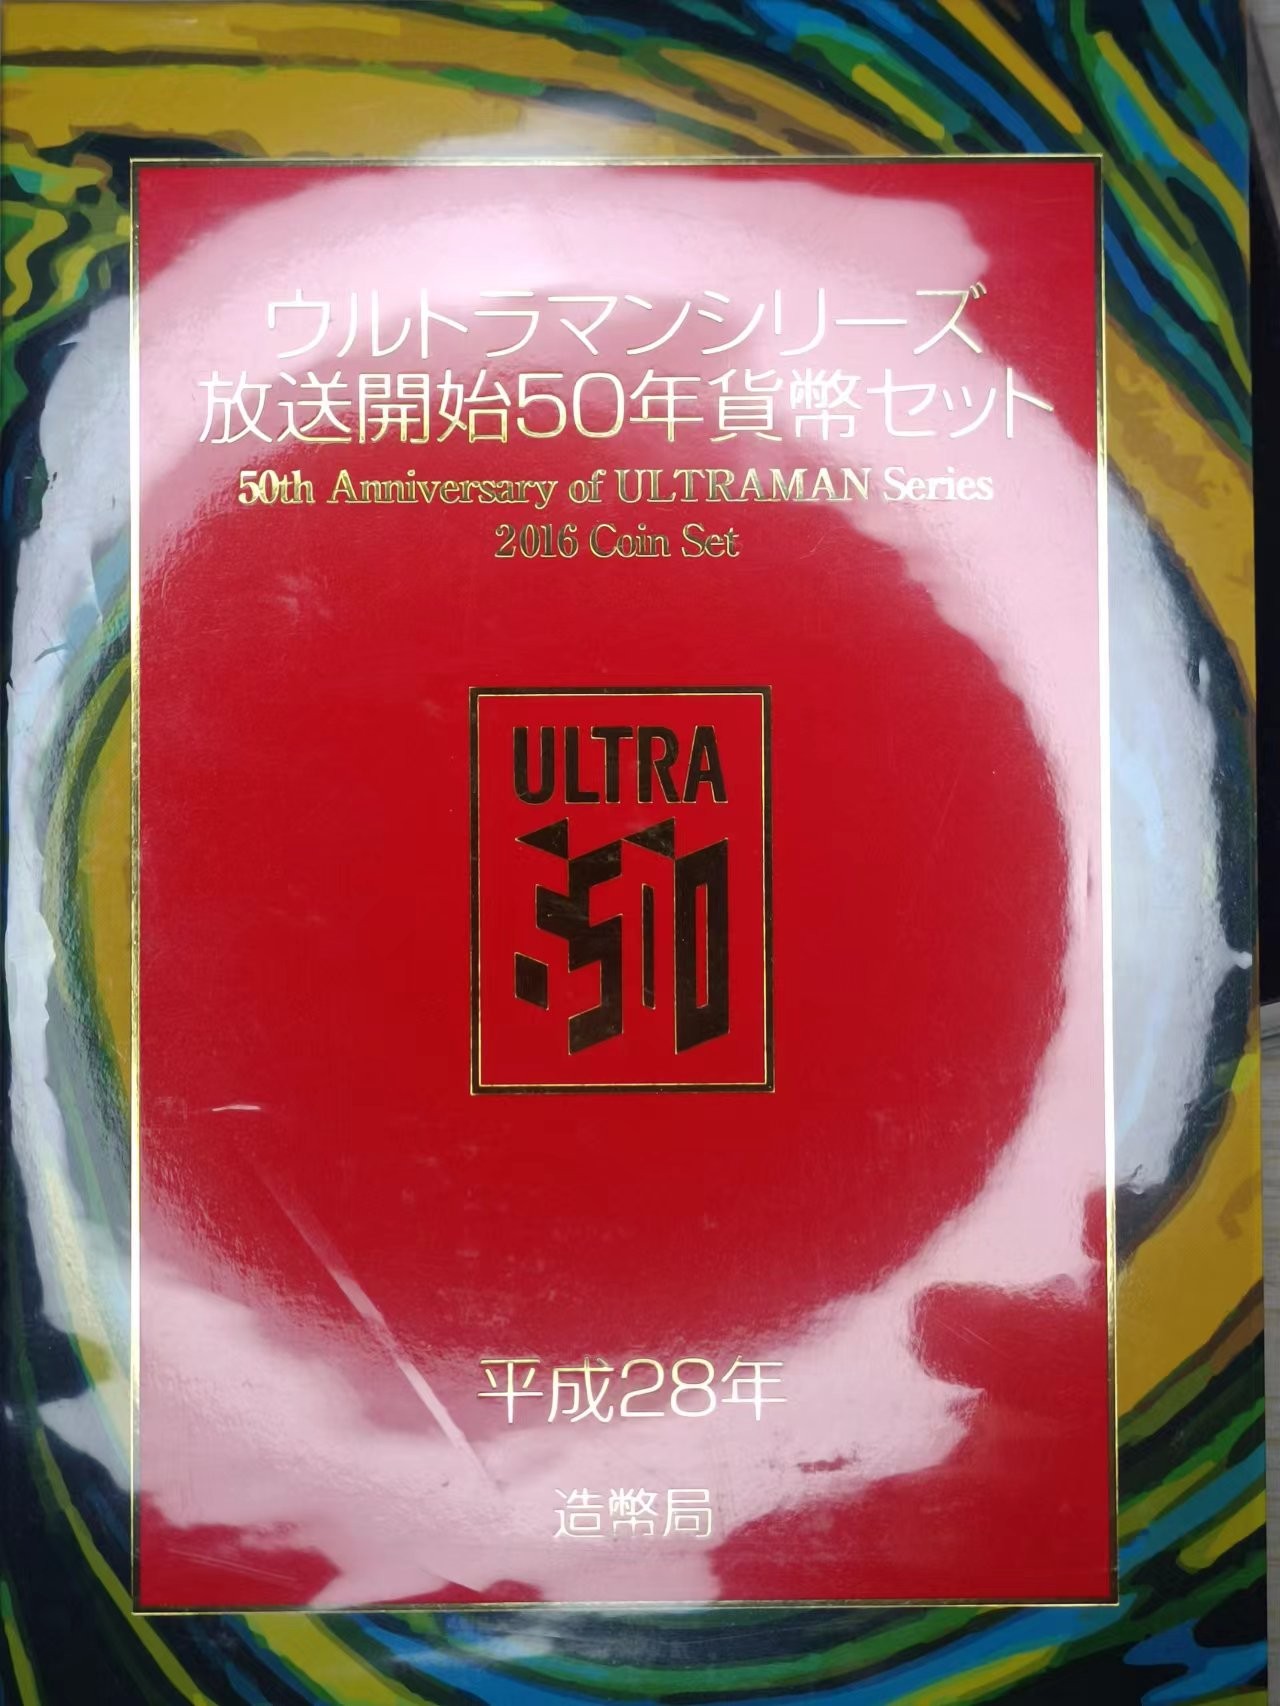 ウルトラマンシリーズ
放送開始50年貨幣セット
50th Anniversary of ULTRAMAN Series
2016 Coin Set
ULTRA
50
平成28年
造幣局